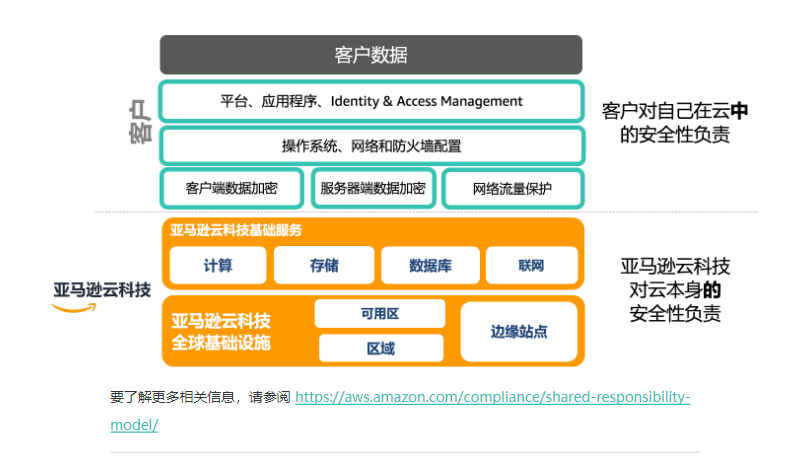 客户数据
客户
平台、应用程序、Identity & Access Management
操作系统、网络和防火墙配置
客户端数据加密
服务器端数据加密
网络流量保护
客户对自己在云中
的安全性负责
亚马逊云科技
亚马逊云科技基础服务
计算
存储
数据库
联网
亚马逊云科技
全球基础设施
可用区
区域
边缘站点
亚马逊云科技
对云本身的
安全性负责
要了解更多相关信息，请参阅 https://aws.amazon.com/compliance/shared-responsibility-
model/